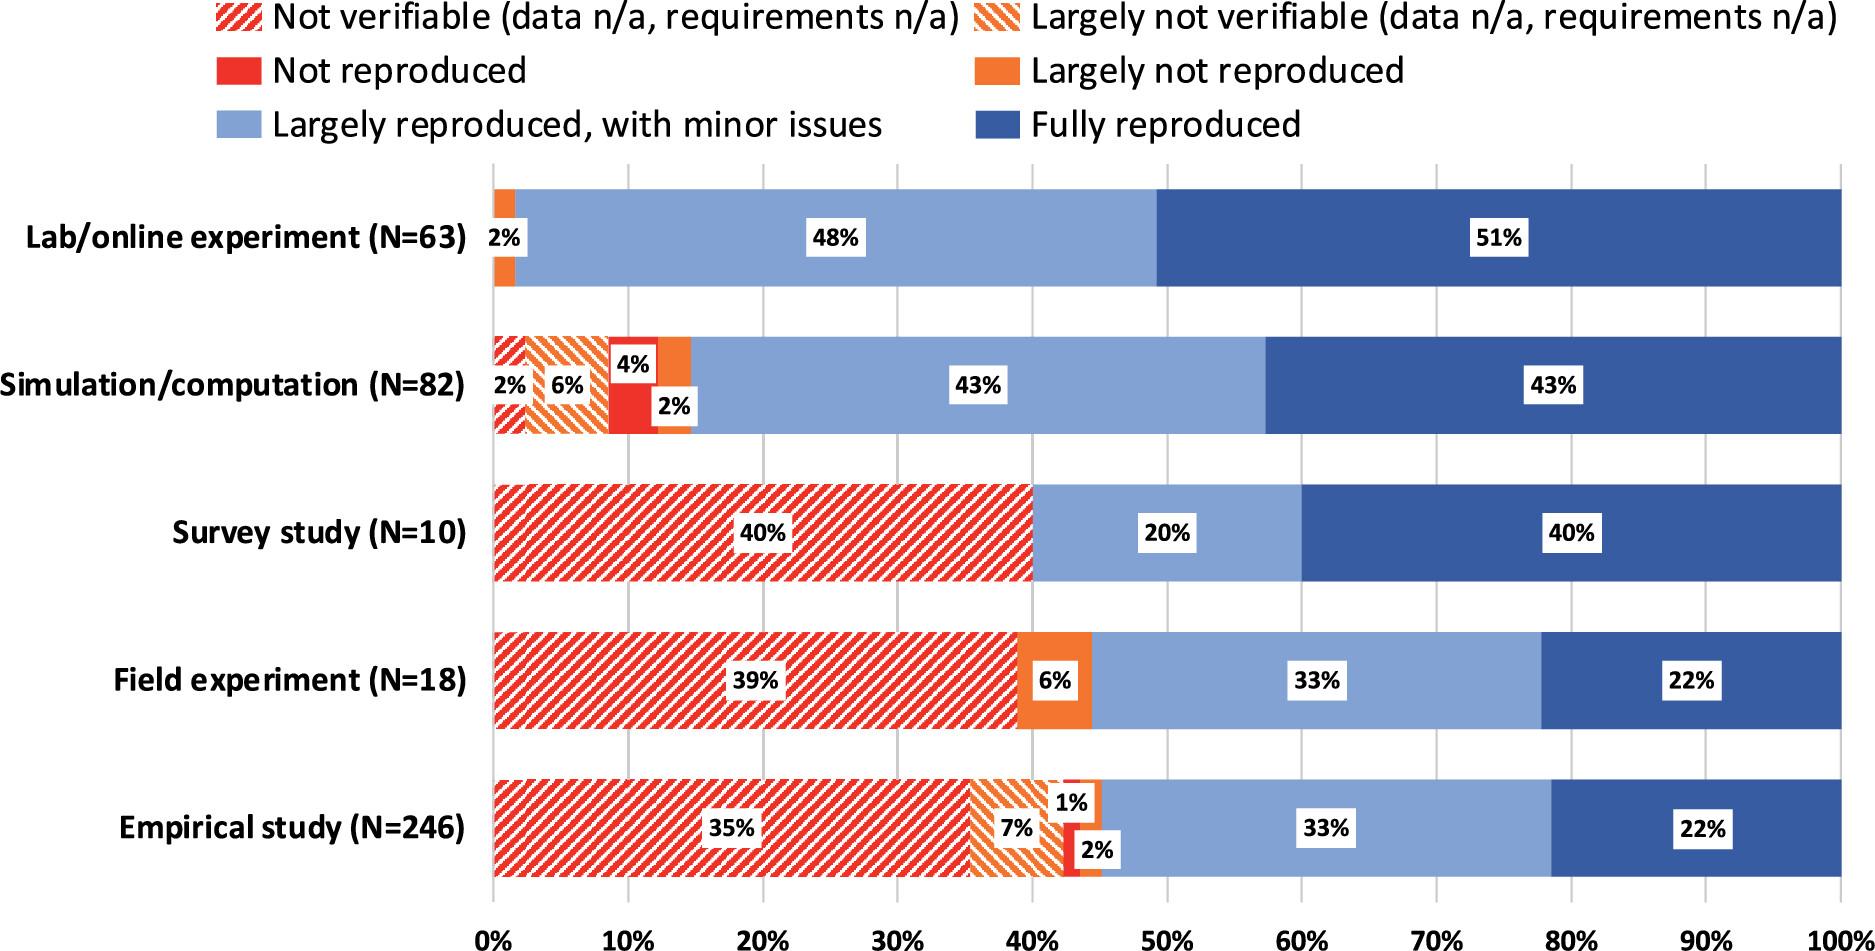 Not verifiable (data n/a, requirements n/a) Largely not verifiable (data n/a, requirements n/a)
Not reproduced Largely not reproduced
Largely reproduced, with minor issues Fully reproduced
Lab/online experiment (N=63) 2% 48% 51%
Simulation/computation (N=82) 2% 6% 4% 2% 43% 43%
Survey study (N=10) 40% 20% 40%
Field experiment (N=18) 39% 6% 33% 22%
Empirical study (N=246) 35% 7% 1% 2% 33% 22%
0% 10% 20% 30% 40% 50% 60% 70% 80% 90% 100%